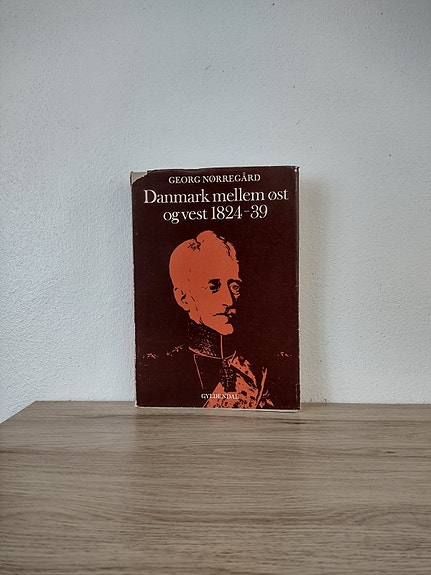 GEORG NØRREGÅRD
Danmark mellem øst
og vest 1824-39
GYLDENDAL